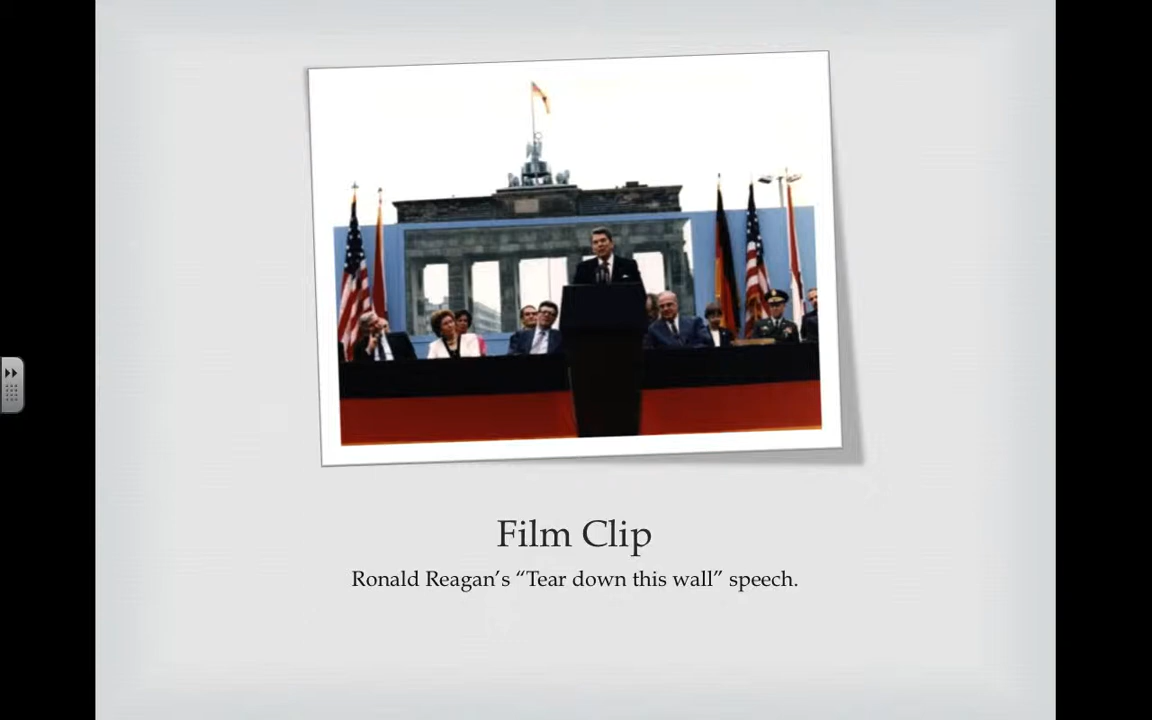 Film Clip
Ronald Reagan’s “Tear down this wall” speech.